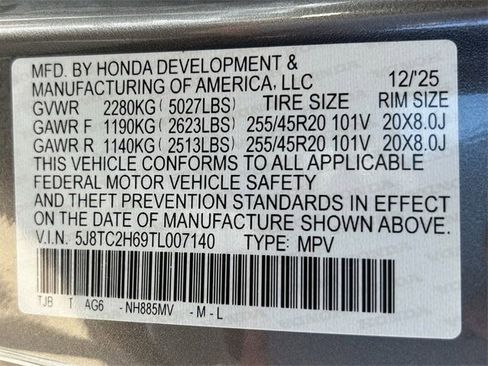 MFD. BY HONDA DEVELOPMENT &
MANUFACTURING OF AMERICA, LLC 12/'25
GVWR 2280KG(5027LBS) TIRE SIZE RIM SIZE
GAWR F 1190KG(2623LBS) 255/45R20 101V 20X8.0J
GAWR R 1140KG(2513LBS) 255/45R20 101V 20X8.0J
THIS VEHICLE CONFORMS TO ALL APPLICABLE
FEDERAL MOTOR VEHICLE SAFETY
AND THEFT PREVENTION STANDARDS IN EFFECT
ON THE DATE OF MANUFACTURE SHOWN ABOVE.
V.I.N. 5J8TC2H69TL007140 TYPE: MPV
TJB T AG6 -NH885MV -M-L